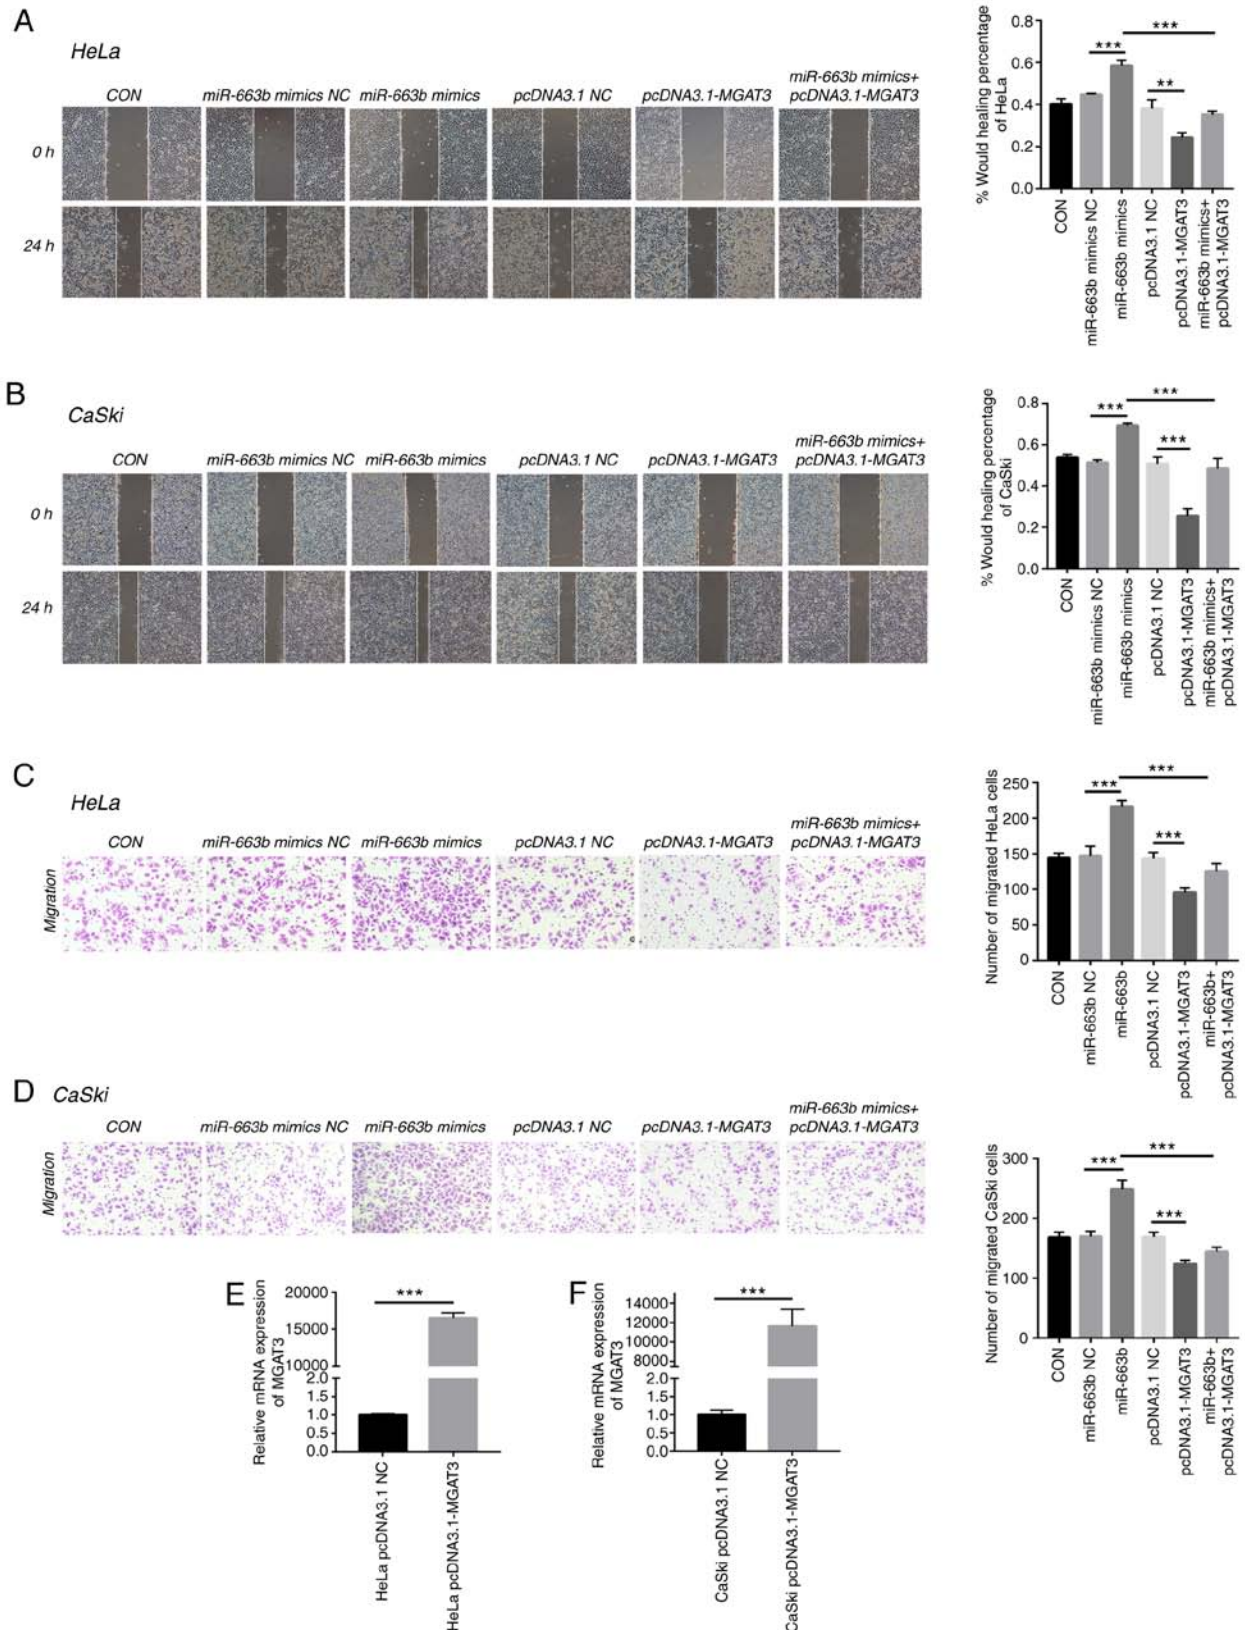 A
HeLa
CON
miR-663b mimics NC
miR-663b mimics
pcDNA3.1 NC
pcDNA3.1-MGAT3
miR-663b mimics+
pcDNA3.1-MGAT3
0 h
24 h
% Would healing percentage
of HeLa
0.8
0.6
0.4
0.2
0.0
***
***
**
CON
miR-663b mimics NC
miR-663b mimics
pcDNA3.1 NC
pcDNA3.1-MGAT3
miR-663b mimics+
pcDNA3.1-MGAT3
B
CaSki
CON
miR-663b mimics NC
miR-663b mimics
pcDNA3.1 NC
pcDNA3.1-MGAT3
miR-663b mimics+
pcDNA3.1-MGAT3
0 h
24 h
% Would healing percentage
of CaSki
0.8
0.6
0.4
0.2
0.0
***
***
***
CON
miR-663b mimics NC
miR-663b mimics
pcDNA3.1 NC
pcDNA3.1-MGAT3
miR-663b mimics+
pcDNA3.1-MGAT3
C
HeLa
CON
miR-663b mimics NC
miR-663b mimics
pcDNA3.1 NC
pcDNA3.1-MGAT3
miR-663b mimics+
pcDNA3.1-MGAT3
Migration
Number of migrated HeLa cells
250
200
150
100
50
0
***
***
***
CON
miR-663b NC
miR-663b
pcDNA3.1 NC
pcDNA3.1-MGAT3
miR-663b+
pcDNA3.1-MGAT3
D
CaSki
CON
miR-663b mimics NC
miR-663b mimics
pcDNA3.1 NC
pcDNA3.1-MGAT3
miR-663b mimics+
pcDNA3.1-MGAT3
Migration
Number of migrated CaSki cells
300
200
100
0
***
***
***
CON
miR-663b NC
miR-663b
pcDNA3.1 NC
pcDNA3.1-MGAT3
miR-663b+
pcDNA3.1-MGAT3
E
Relative mRNA expression
of MGAT3
20000
15000
10000
2.0
1.5
1.0
0.5
0.0
***
HeLa pcDNA3.1 NC
HeLa pcDNA3.1-MGAT3
F
Relative mRNA expression
of MGAT3
14000
12000
10000
8000
2.0
1.5
1.0
0.5
0.0
***
CaSki pcDNA3.1 NC
CaSki pcDNA3.1-MGAT3